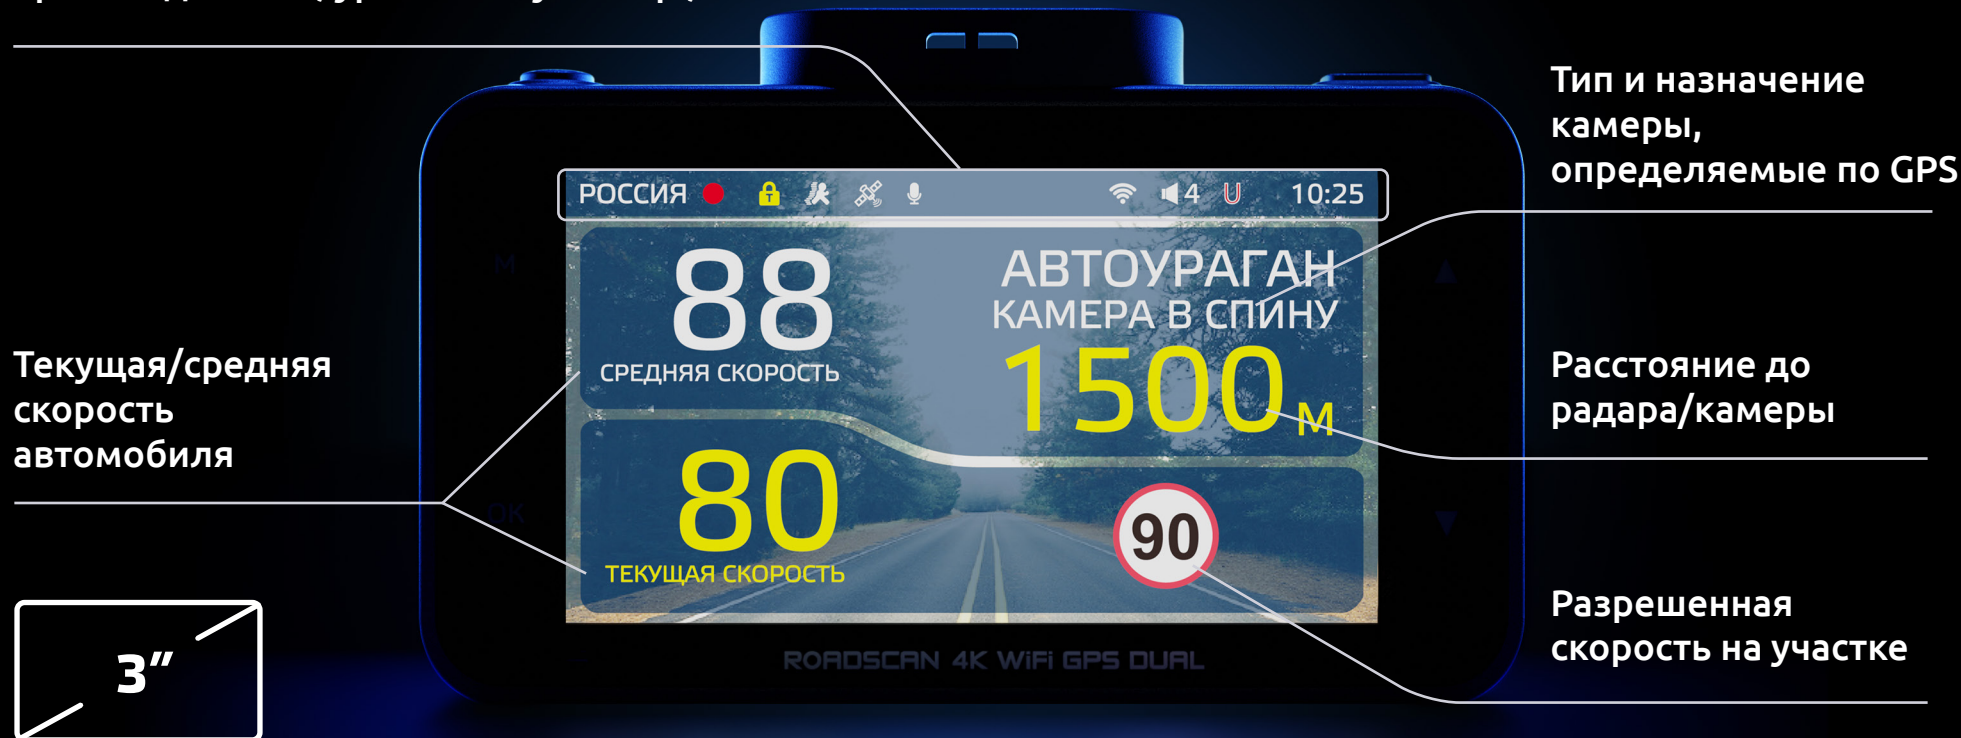 Тип и назначение
камеры,
определяемые по GPS
РОССИЯ 4 U 10:25
88
СРЕДНЯЯ СКОРОСТЬ
АВТОУРАГАН
КАМЕРА В СПИНУ
1500 м
Текущая/средняя
скорость
автомобиля
Расстояние до
радара/камеры
80
ТЕКУЩАЯ СКОРОСТЬ
90
M
OK
Разрешенная
скорость на участке
3”
ROADSCAN 4K WiFi GPS DUAL